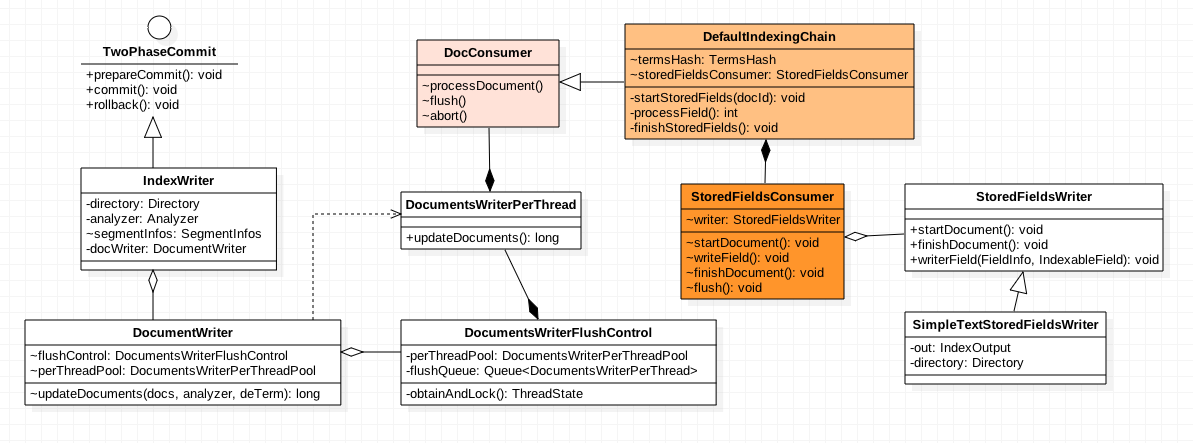 TwoPhaseCommit
+prepareCommit(): void
+commit(): void
+rollback(): void
IndexWriter
-directory: Directory
-analyzer: Analyzer
~segmentInfos: SegmentInfos
-docWriter: DocumentWriter
DocumentWriter
~flushControl: DocumentsWriterFlushControl
~perThreadPool: DocumentsWriterPerThreadPool
~updateDocuments(docs, analyzer, deTerm): long
DocConsumer
~processDocument()
~flush()
~abort()
DocumentsWriterPerThread
+updateDocuments(): long
DocumentsWriterFlushControl
-perThreadPool: DocumentsWriterPerThreadPool
-flushQueue: Queue<DocumentsWriterPerThread>
-obtainAndLock(): ThreadState
DefaultIndexingChain
~termsHash: TermsHash
~storedFieldsConsumer: StoredFieldsConsumer
-startStoredFields(docId): void
-processField(): int
-finishStoredFields(): void
StoredFieldsConsumer
~writer: StoredFieldsWriter
~startDocument(): void
~writeField(): void
~finishDocument(): void
~flush(): void
StoredFieldsWriter
+startDocument(): void
+finishDocument(): void
+writerField(FieldInfo, IndexableField): void
SimpleTextStoredFieldsWriter
-out: IndexOutput
-directory: Directory